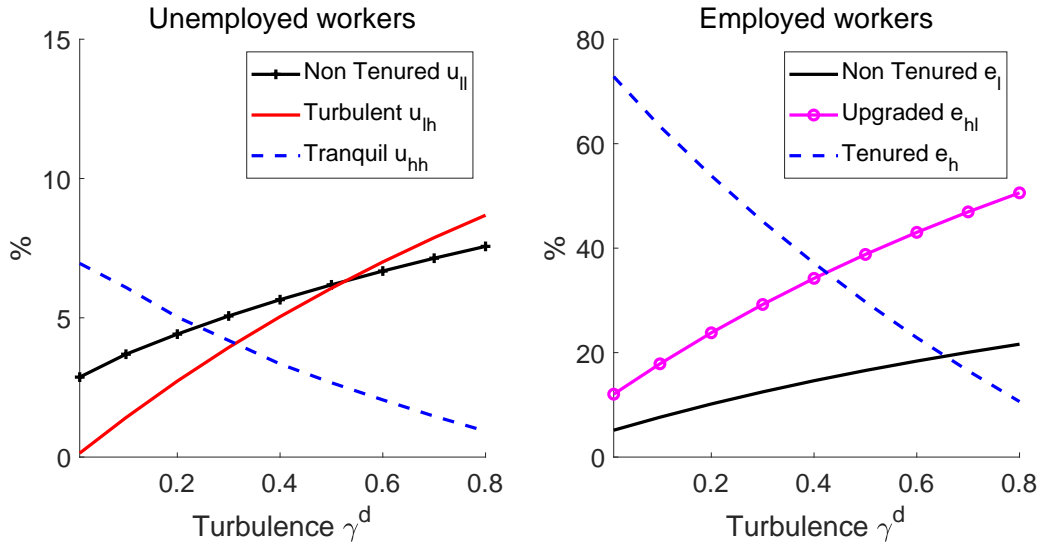 Unemployed workers
15
10
5
0
%
Non Tenured u_ll
Turbulent u_lh
Tranquil u_hh
0.2 0.4 0.6 0.8
Turbulence γ^d
Employed workers
80
60
40
20
0
%
Non Tenured e_l
Upgraded e_hl
Tenured e_h
0.2 0.4 0.6 0.8
Turbulence γ^d